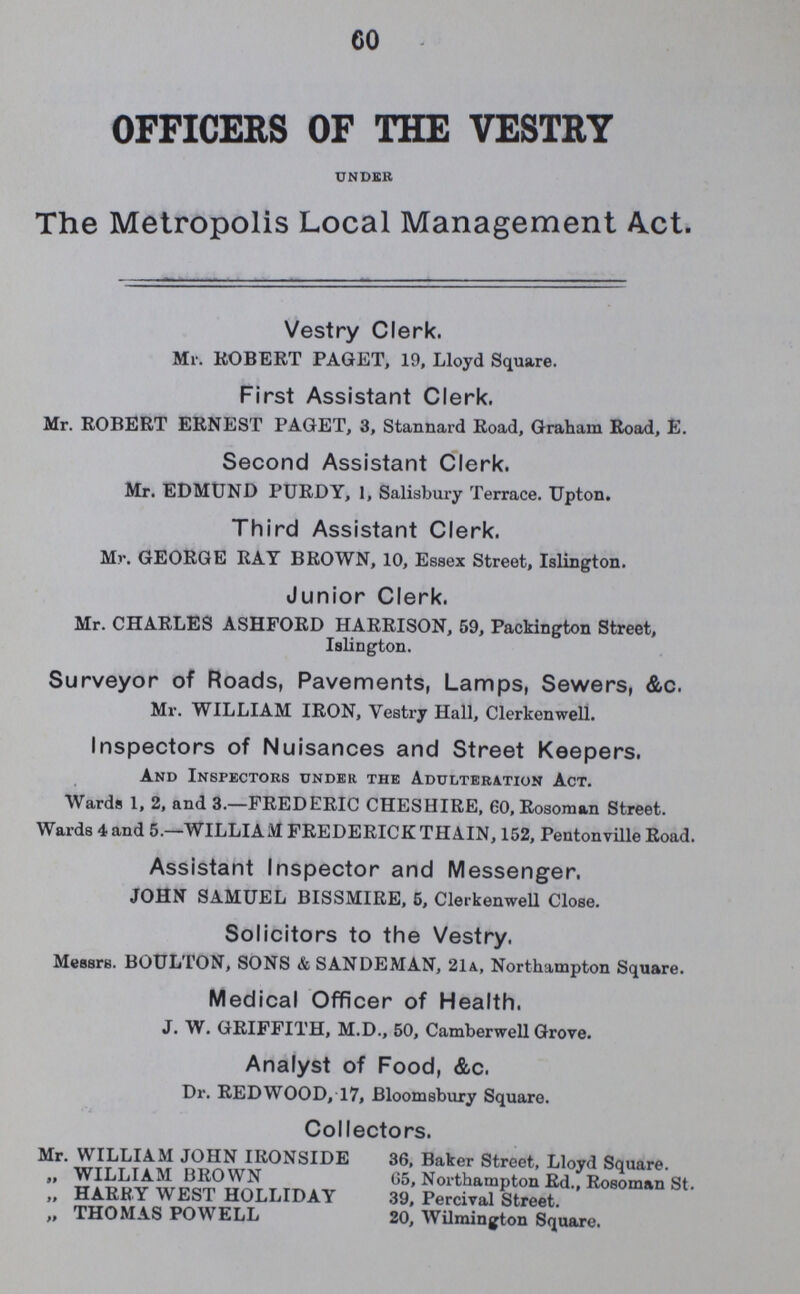 60
OFFICERS OF THE VESTRY
UNDER
The Metropolis Local Management Act.
Vestry Clerk.
Mr. ROBERT PAGET, 19, Lloyd Square.
First Assistant Clerk.
Mr. ROBERT ERNEST PAGET, 3, Stannard Road, Graham Road, E.
Second Assistant Clerk.
Mr. EDMUND PURDY, 1, Salisbury Terrace. Upton.
Third Assistant Clerk.
Mr. GEORGE RAY BROWN, 10, Essex Street, Islington.
Junior Clerk.
Mr. CHARLES ASHFORD HARRISON, 59, Packington Street,
Islington.
Surveyor of Roads, Pavements, Lamps, Sewers, &c.
Mr. WILLIAM IRON, Vestry Hall, Clerkenwell.
Inspectors of Nuisances and Street Keepers.
AND INSPECTORS UNDER THE ADULTERATION ACT.
Wards 1, 2, and 3.—FREDERIC CHESHIRE, 60, Rosoman Street.
Wards 4 and 5.—WILLIAM FREDERICK THAIN, 152, Pentonville Road.
Assistant Inspector and Messenger.
JOHN SAMUEL BISSMIRE, 5, Clerkenwell Close.
Solicitors to the Vestry.
Messrs. BOULTON, SONS & SANDEMAN, 21A, Northampton Square.
Medical Officer of Health.
J. W. GRIFFITH, M.D., 50, Camberwell Grove.
Analyst of Food, &c.
Dr. REDWOOD, 17, Bloomsbury Square.
Collectors.
Mr. WILLIAM JOHN IRONSIDE 36, Baker Street, Lloyd Square.
„ WILLIAM BROWN 65, Northampton Rd., Rosoman St.
„ HARRY WEST HOLLIDAY 39, Percival Street.
„ THOMAS POWELL 20, Wilmington Square.